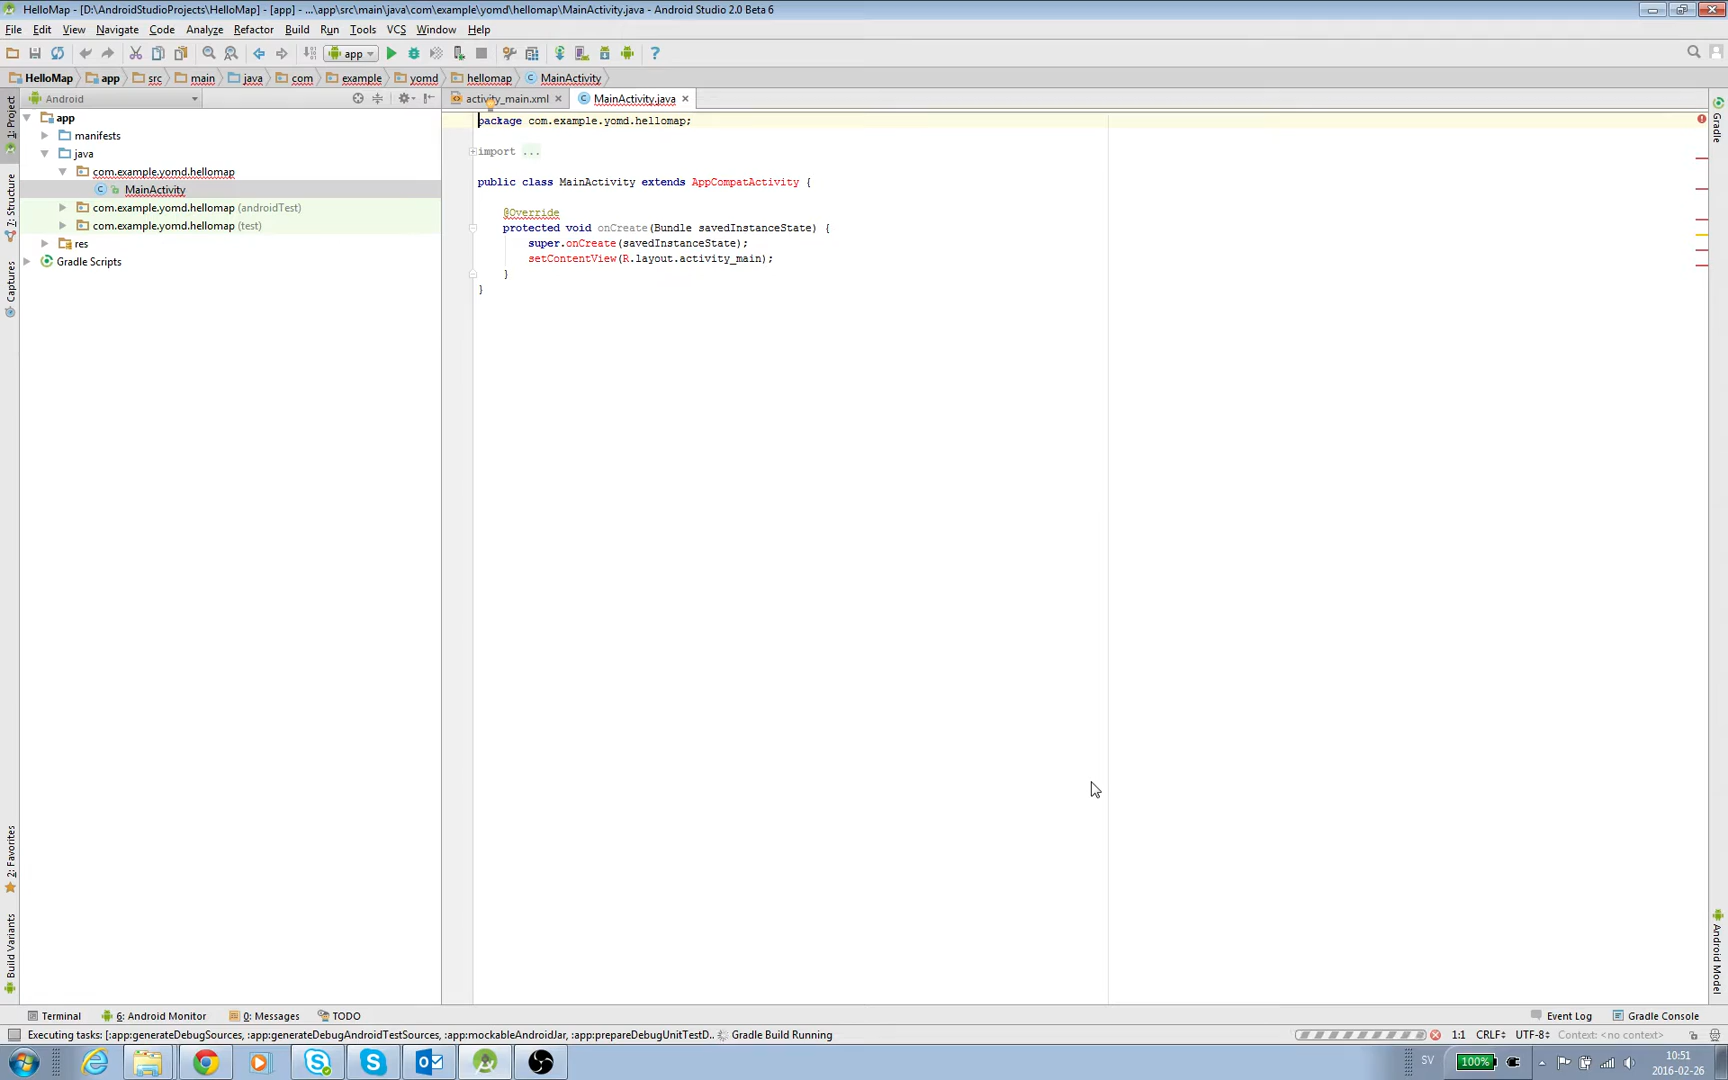 HelloMap - [D:\AndroidStudioProjects\HelloMap] - [app] - ...\app\src\main\java\com\example\yomd\hellomap\MainActivity.java - Android Studio 2.0 Beta 6
File Edit View Navigate Code Analyze Refactor Build Run Tools VCS Window Help
app
HelloMap app src main java com example yomd hellomap MainActivity
Android
activity_main.xml MainActivity.java
1: Project
7: Structure
Captures
2: Favorites
Build Variants
app
manifests
java
com.example.yomd.hellomap
MainActivity
com.example.yomd.hellomap (androidTest)
com.example.yomd.hellomap (test)
res
Gradle Scripts
package com.example.yomd.hellomap;
import ...
public class MainActivity extends AppCompatActivity {
@Override
protected void onCreate(Bundle savedInstanceState) {
super.onCreate(savedInstanceState);
setContentView(R.layout.activity_main);
}
}
Gradle
Android Model
Terminal 6: Android Monitor 0: Messages TODO Event Log Gradle Console
Executing tasks: [:app:generateDebugSources, :app:generateDebugAndroidTestSources, :app:mockableAndroidJar, :app:prepareDebugUnitTestD.. Gradle Build Running 1:1 CRLF UTF-8 Context: <no context>
SV 100% 10:51
2016-02-26